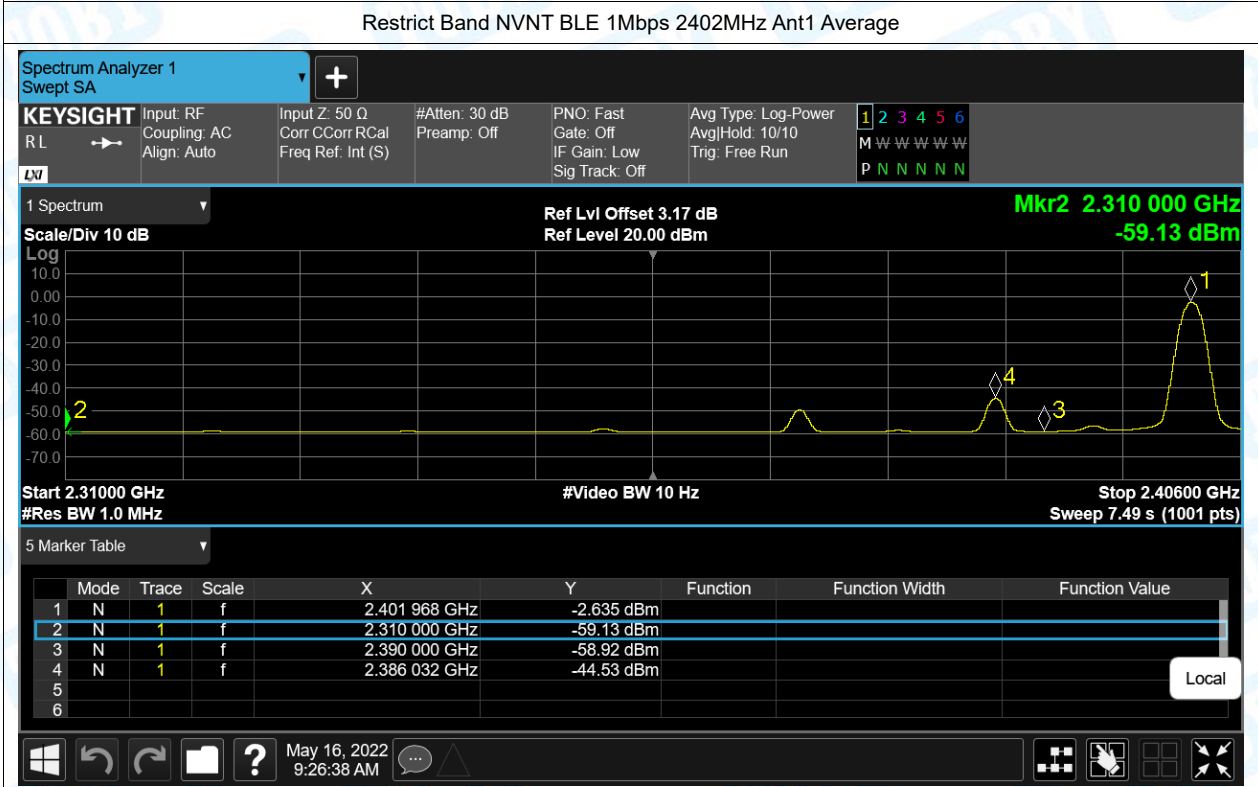 Restrict Band NVNT BLE 1Mbps 2402MHz Ant1 Average
Spectrum Analyzer 1
Swept SA
KEYSIGHT
RL
LXI
Input: RF
Coupling: AC
Align: Auto
Input Z: 50 Ω
Corr CCorr RCal
Freq Ref: Int (S)
#Atten: 30 dB
Preamp: Off
PNO: Fast
Gate: Off
IF Gain: Low
Sig Track: Off
Avg Type: Log-Power
Avg|Hold: 10/10
Trig: Free Run
1 2 3 4 5 6
M W W W W W
P N N N N N
1 Spectrum
Scale/Div 10 dB
Ref Lvl Offset 3.17 dB
Ref Level 20.00 dBm
Mkr2 2.310 000 GHz
-59.13 dBm
Log
10.0
0.00
-10.0
-20.0
-30.0
-40.0
-50.0
-60.0
-70.0
1
2
3
4
Start 2.31000 GHz
#Res BW 1.0 MHz
#Video BW 10 Hz
Stop 2.40600 GHz
Sweep 7.49 s (1001 pts)
5 Marker Table
Mode Trace Scale X Y Function Function Width Function Value
1 N 1 f 2.401 968 GHz -2.635 dBm
2 N 1 f 2.310 000 GHz -59.13 dBm
3 N 1 f 2.390 000 GHz -58.92 dBm
4 N 1 f 2.386 032 GHz -44.53 dBm
5
6
Local
?
May 16, 2022
9:26:38 AM